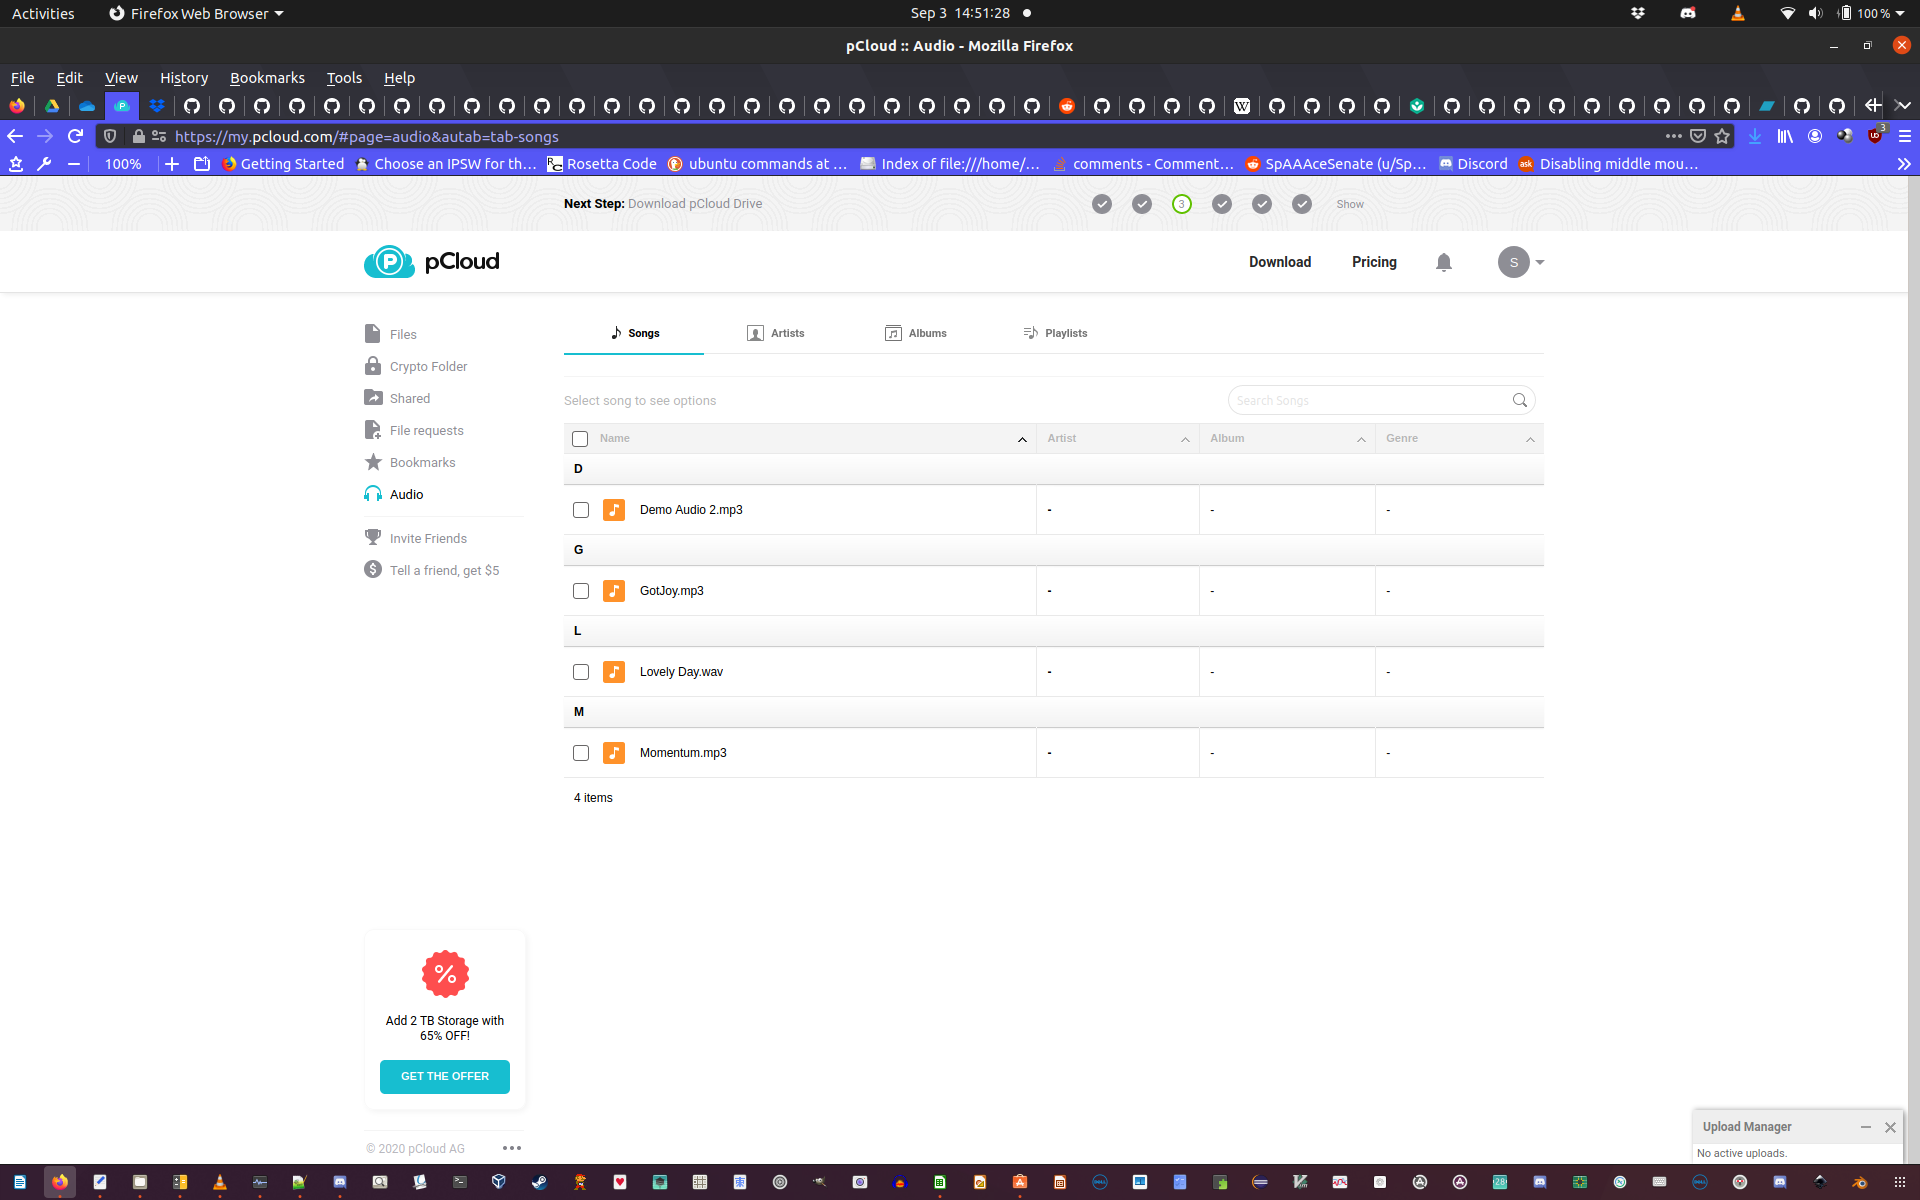 Activities
Firefox Web Browser
Sep 3 14:51:28
100 %
pCloud :: Audio - Mozilla Firefox
File Edit View History Bookmarks Tools Help
https://my.pcloud.com/#page=audio&autab=tab-songs
3
100%
Getting Started
Choose an IPSW for th…
Rosetta Code
ubuntu commands at …
Index of file:///home/…
comments - Comment…
SpAAAceSenate (u/Sp…
Discord
Disabling middle mou…
Next Step: Download pCloud Drive
3
Show
pCloud
Download
Pricing
S
Files
Crypto Folder
Shared
File requests
Bookmarks
Audio
Invite Friends
Tell a friend, get $5
Songs
Artists
Albums
Playlists
Select song to see options
Search Songs
Name
Artist
Album
Genre
D
Demo Audio 2.mp3 - - -
G
GotJoy.mp3 - - -
L
Lovely Day.wav - - -
M
Momentum.mp3 - - -
4 items
Add 2 TB Storage with
65% OFF!
GET THE OFFER
© 2020 pCloud AG
Upload Manager
No active uploads.